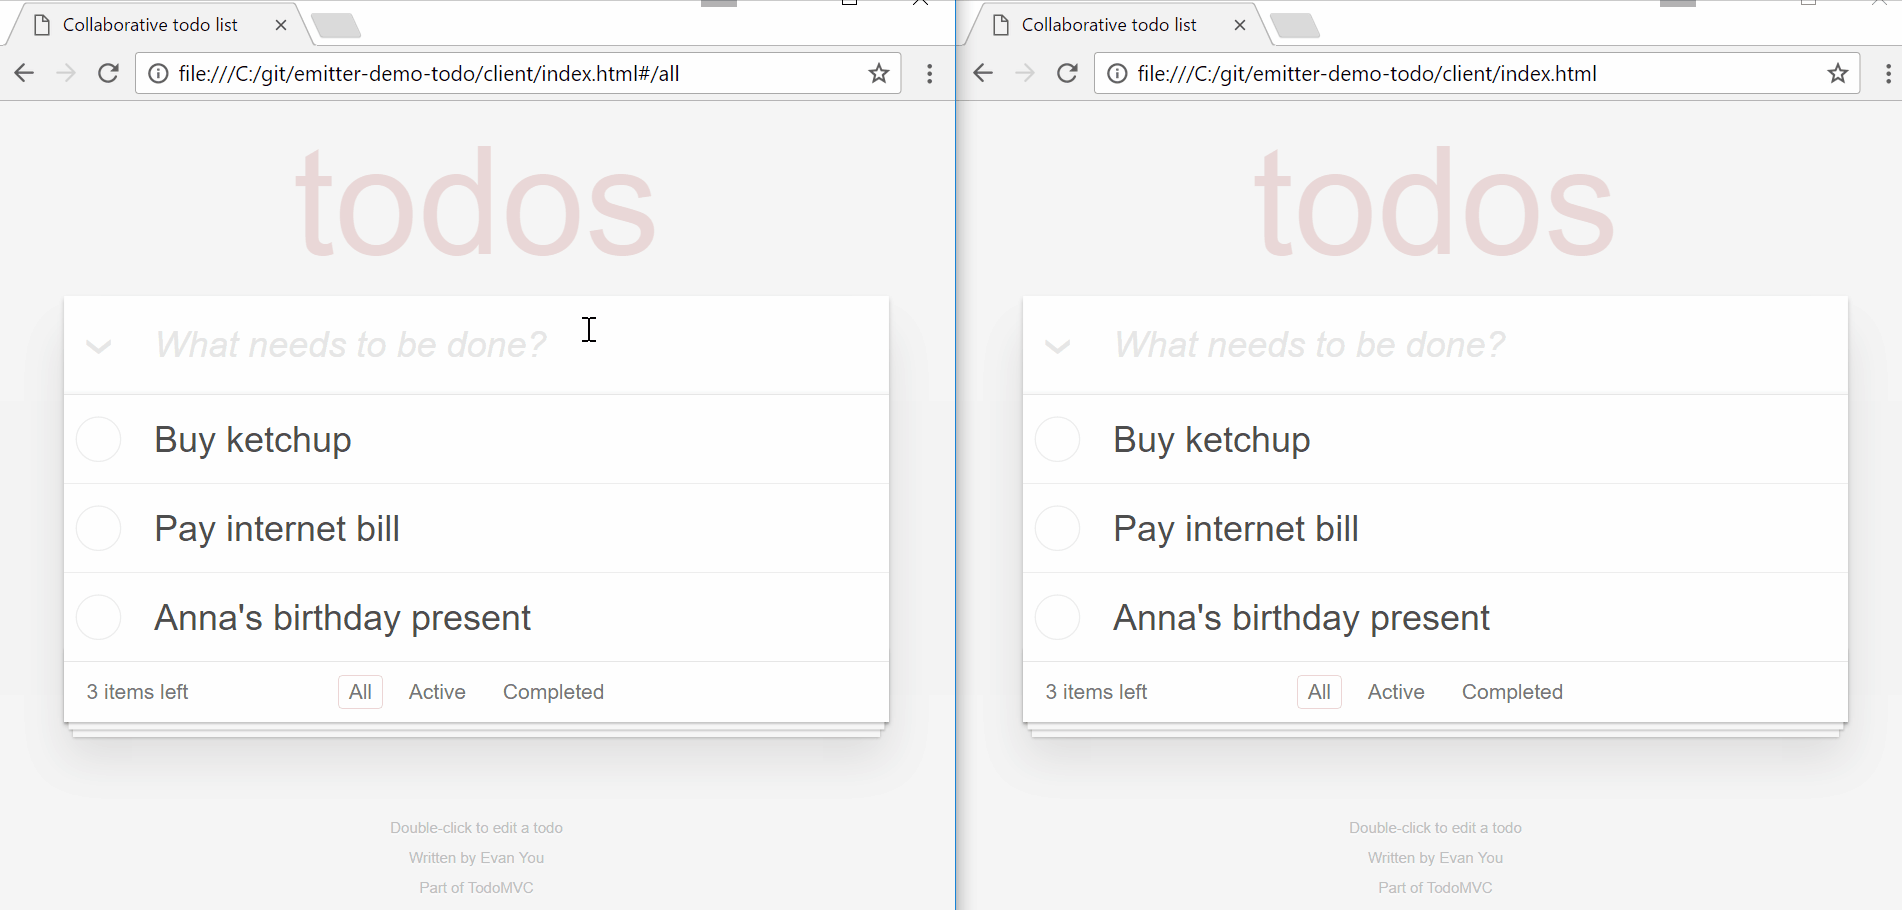 Collaborative todo list
file:///C:/git/emitter-demo-todo/client/index.html#/all
todos
What needs to be done?
Buy ketchup
Pay internet bill
Anna's birthday present
3 items left All Active Completed
Double-click to edit a todo
Written by Evan You
Part of TodoMVC
Collaborative todo list
file:///C:/git/emitter-demo-todo/client/index.html
todos
What needs to be done?
Buy ketchup
Pay internet bill
Anna's birthday present
3 items left All Active Completed
Double-click to edit a todo
Written by Evan You
Part of TodoMVC